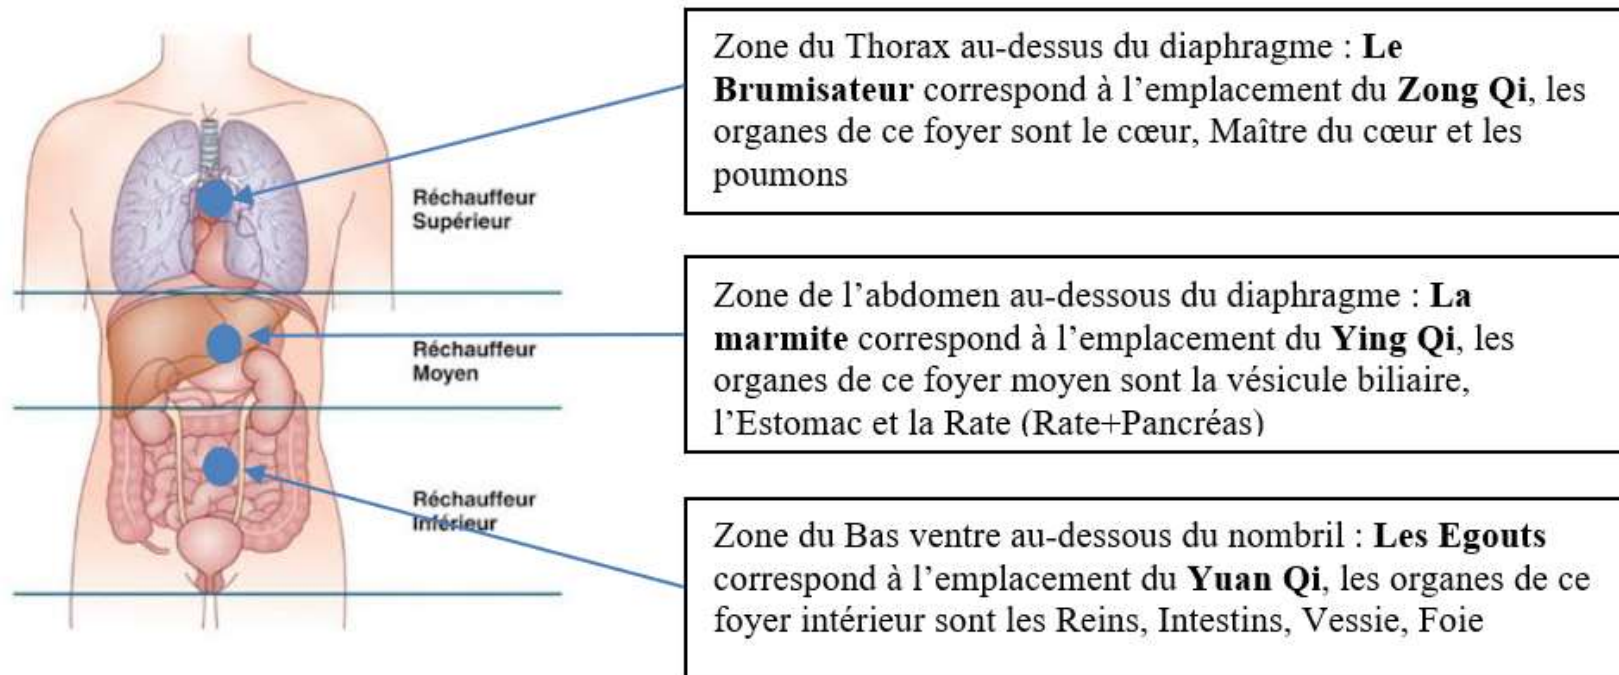 Zone du Thorax au-dessus du diaphragme : Le
Brumisateur correspond à l'emplacement du Zong Qi, les
organes de ce foyer sont le cœur, Maître du cœur et les
poumons
Réchauffeur
Supérieur
Zone de l'abdomen au-dessous du diaphragme : La
marmite correspond à l'emplacement du Ying Qi, les
organes de ce foyer moyen sont la vésicule biliaire,
l'Estomac et la Rate (Rate+Pancréas)
Réchauffeur
Moyen
Zone du Bas ventre au-dessous du nombril : Les Egouts
correspond à l'emplacement du Yuan Qi, les organes de ce
foyer intérieur sont les Reins, Intestins, Vessie, Foie
Réchauffeur
Inférieur